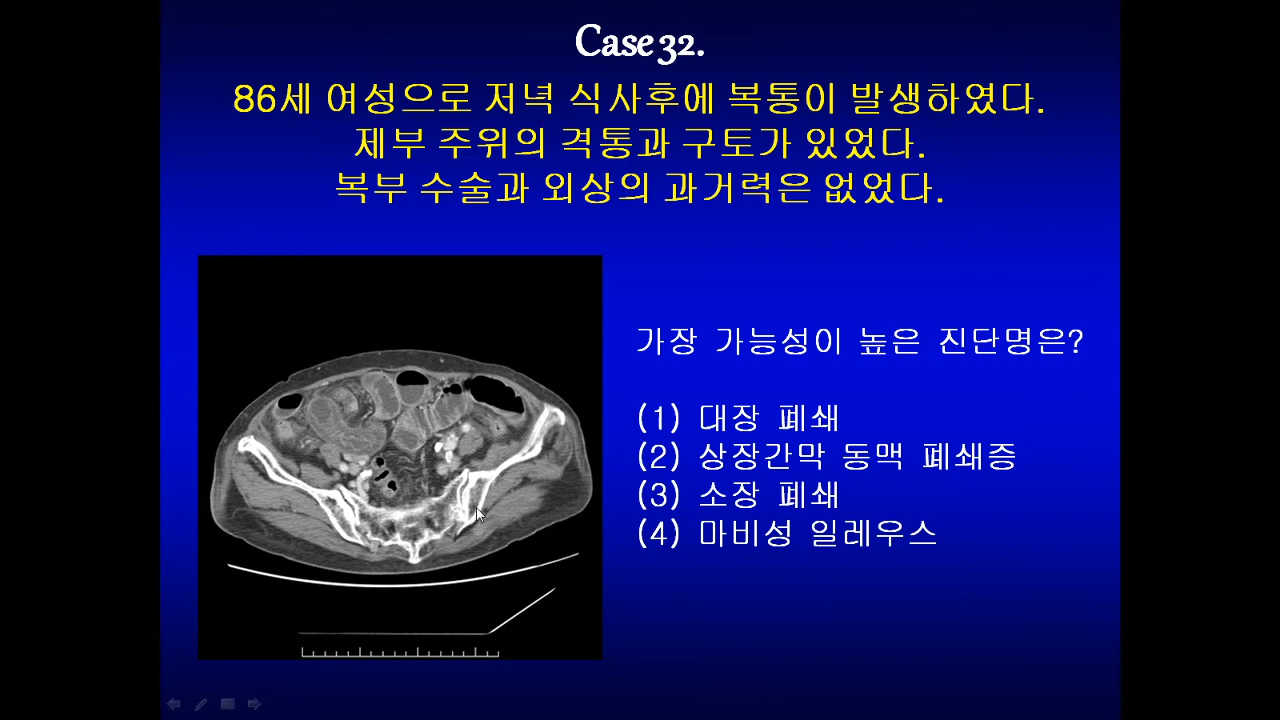 Case 32.
86세 여성으로 저녁 식사후에 복통이 발생하였다.
제부 주위의 격통과 구토가 있었다.
복부 수술과 외상의 과거력은 없었다.
가장 가능성이 높은 진단명은?
(1) 대장 폐쇄
(2) 상장간막 동맥 폐쇄증
(3) 소장 폐쇄
(4) 마비성 일레우스